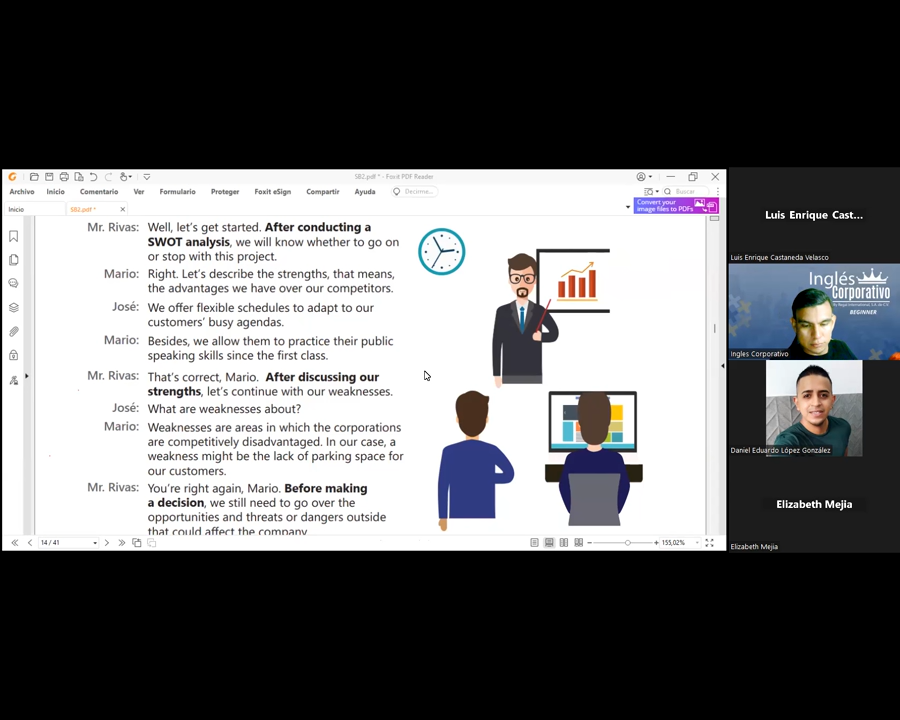 SB2.pdf * - Foxit PDF Reader
Archivo Inicio Comentario Ver Formulario Proteger Foxit eSign Compartir Ayuda Decirme... Buscar
Inicio SB2.pdf *
Convert your
image files to PDFs
Mr. Rivas: Well, let's get started. After conducting a
SWOT analysis, we will know whether to go on
or stop with this project.
Mario: Right. Let's describe the strengths, that means,
the advantages we have over our competitors.
José: We offer flexible schedules to adapt to our
customers' busy agendas.
Mario: Besides, we allow them to practice their public
speaking skills since the first class.
Mr. Rivas: That's correct, Mario. After discussing our
strengths, let's continue with our weaknesses.
José: What are weaknesses about?
Mario: Weaknesses are areas in which the corporations
are competitively disadvantaged. In our case, a
weakness might be the lack of parking space for
our customers.
Mr. Rivas: You're right again, Mario. Before making
a decision, we still need to go over the
opportunities and threats or dangers outside
that could affect the company.
14 / 41
155,02%
Luis Enrique Cast...
Luis Enrique Castaneda Velasco
Inglés
Corporativo
BEGINNER
Ingles Corporativo
Daniel Eduardo López González
Elizabeth Mejia
Elizabeth Mejia